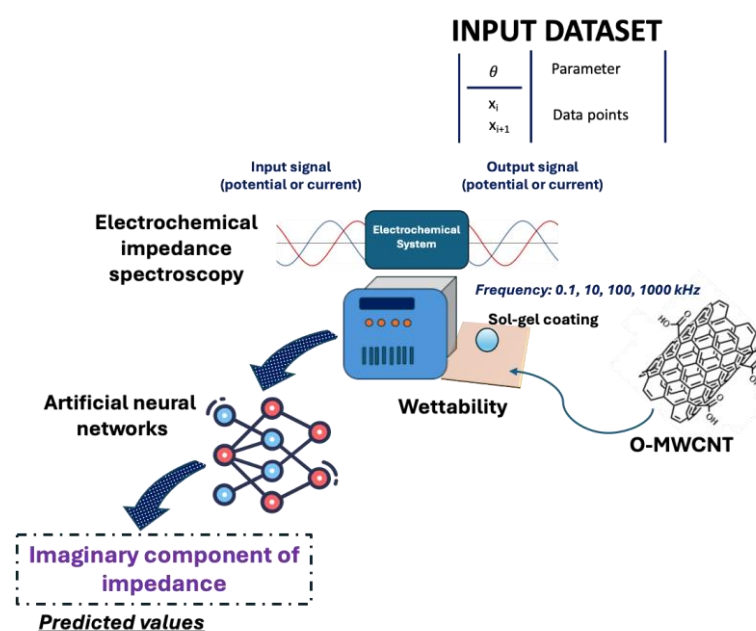 INPUT DATASET
θ Parameter
xi Data points
xi+1
Input signal
(potential or current)
Output signal
(potential or current)
Electrochemical
impedance
spectroscopy
Electrochemical
System
Frequency: 0.1, 10, 100, 1000 kHz
Sol-gel coating
HO
O
O
OH
Wettability
O-MWCNT
Artificial neural
networks
Imaginary component of
impedance
Predicted values